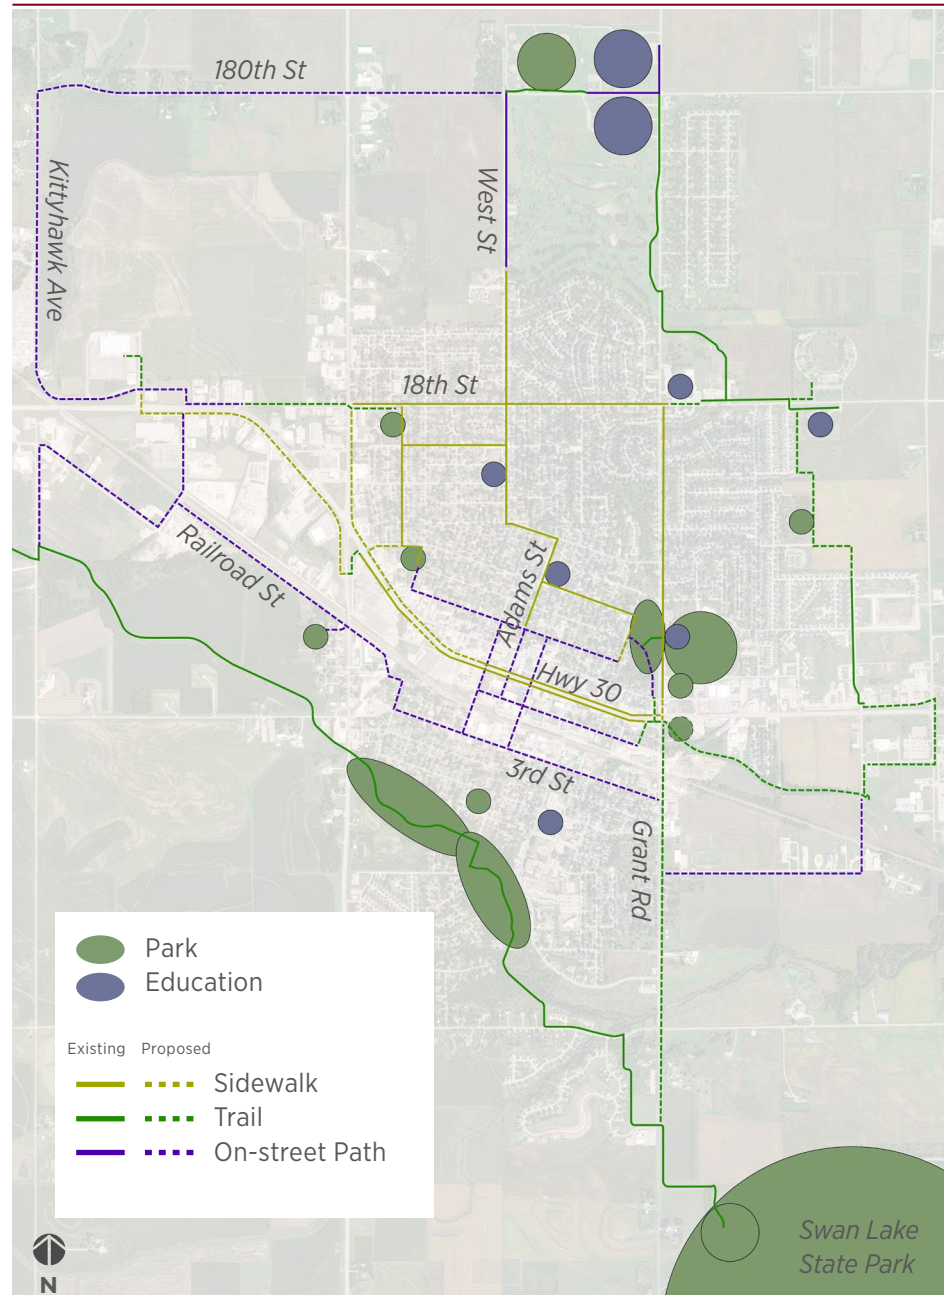 180th St
Kittyhawk Ave
West St
18th St
Railroad St
Adams St
Hwy 30
3rd St
Grant Rd
Park
Education
Existing Proposed
Sidewalk
Trail
On-street Path
N
Swan Lake
State Park